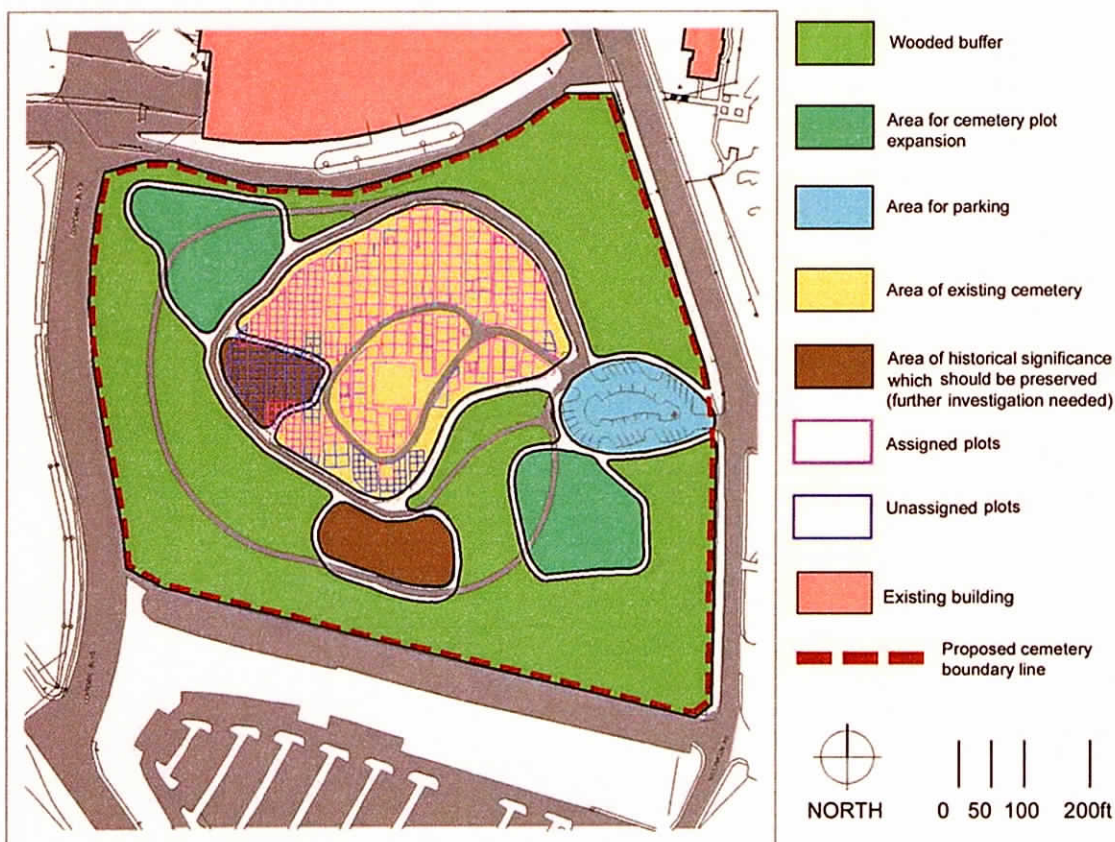 Wooded buffer
Area for cemetery plot
expansion
Area for parking
Area of existing cemetery
Area of historical significance
which should be preserved
(further investigation needed)
Assigned plots
Unassigned plots
Existing building
Proposed cemetery
boundary line
NORTH
0 50 100 200ft